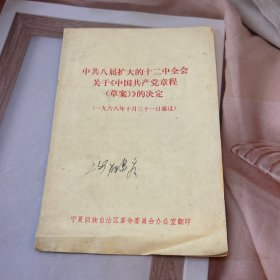 中共八届扩大的十二中全会
关于《中国共产党章程
（草案）》的决定
（一九六八年十月三十一日通过）
宁夏回族自治区革命委员会办公室翻印